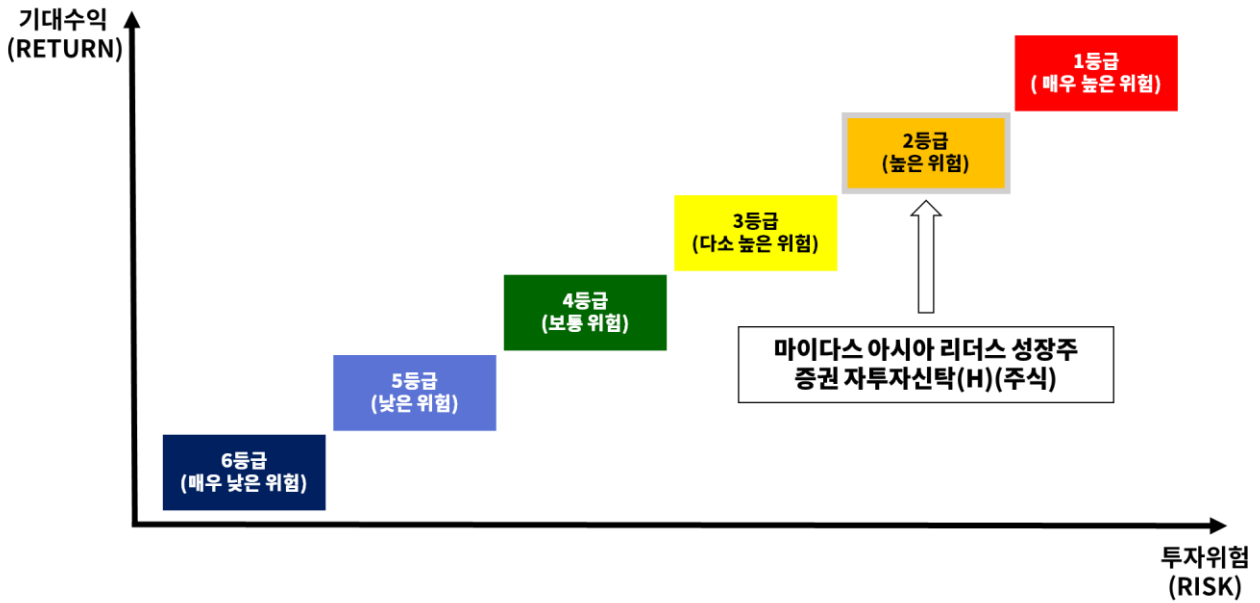 기대수익
(RETURN)
1등급
( 매우 높은 위험)
2등급
(높은 위험)
3등급
(다소 높은 위험)
4등급
(보통 위험)
마이다스 아시아 리더스 성장주
증권 자투자신탁(H)(주식)
5등급
(낮은 위험)
6등급
(매우 낮은 위험)
투자위험
(RISK)